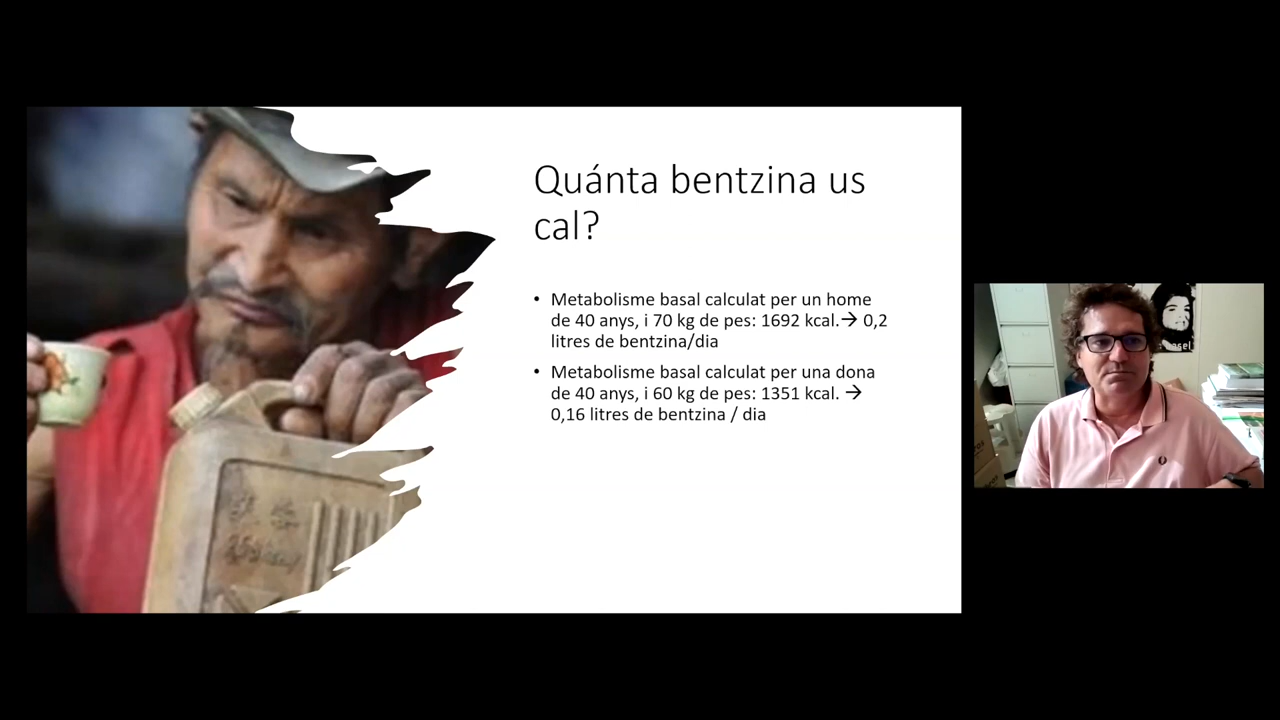 Quánta bentzina us
cal?
• Metabolisme basal calculat per un home
de 40 anys, i 70 kg de pes: 1692 kcal.→ 0,2
litres de bentzina/dia
• Metabolisme basal calculat per una dona
de 40 anys, i 60 kg de pes: 1351 kcal. →
0,16 litres de bentzina / dia
asel